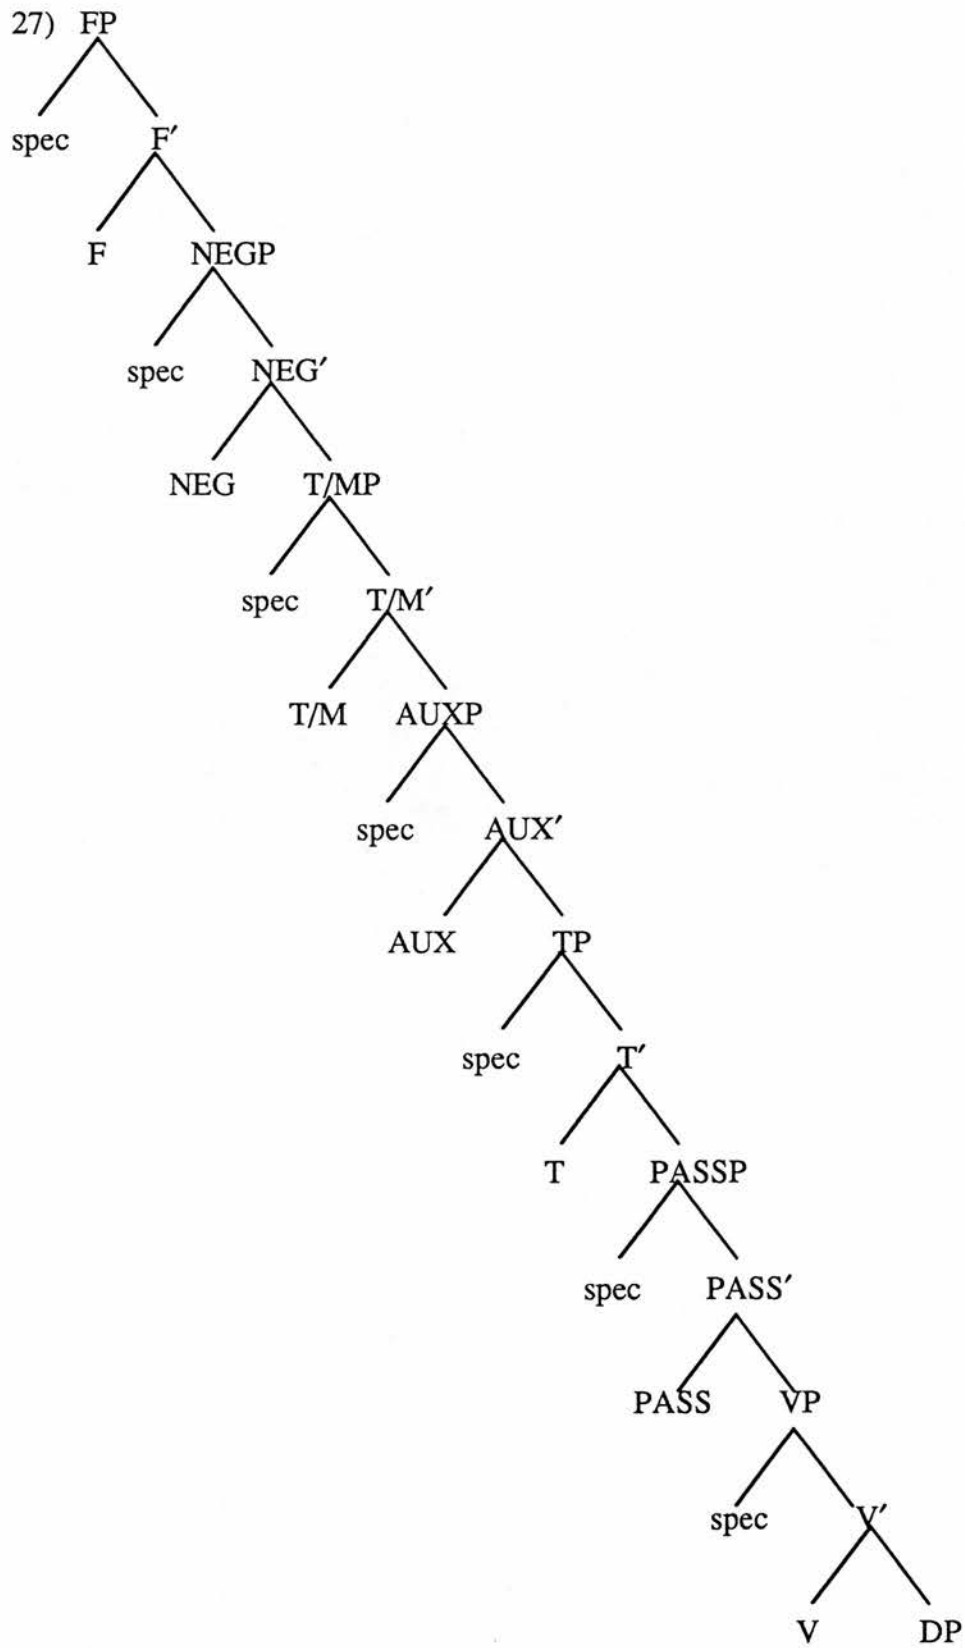 27) FP
spec F′
F NEGP
spec NEG′
NEG T/MP
spec T/M′
T/M AUXP
spec AUX′
AUX TP
spec T′
T PASSP
spec PASS′
PASS VP
spec V′
V DP